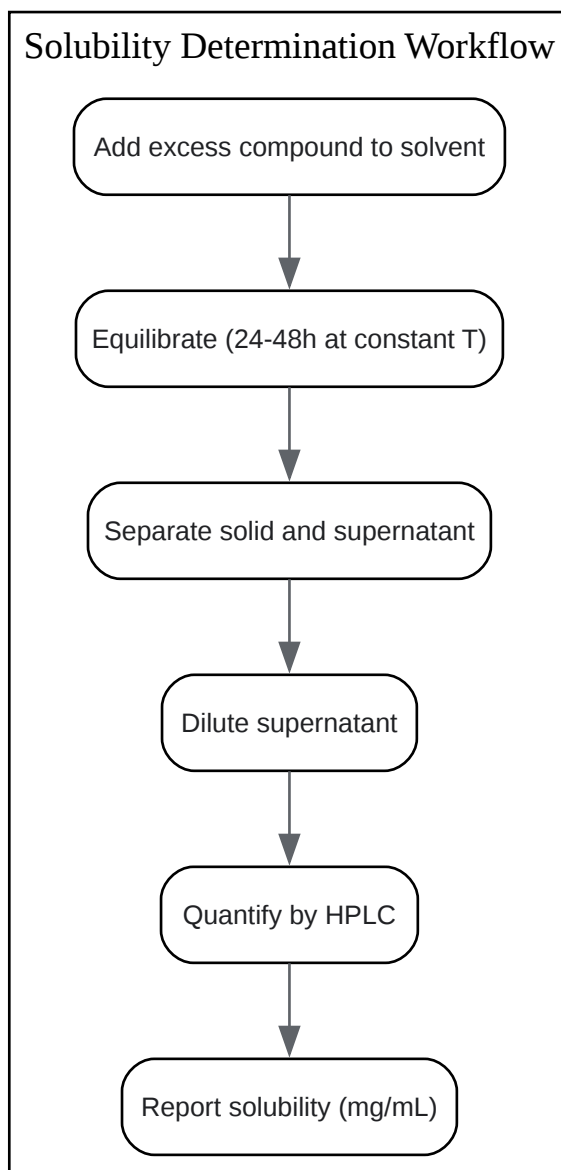 Solubility Determination Workflow
Add excess compound to solvent
Equilibrate (24-48h at constant T)
Separate solid and supernatant
Dilute supernatant
Quantify by HPLC
Report solubility (mg/mL)